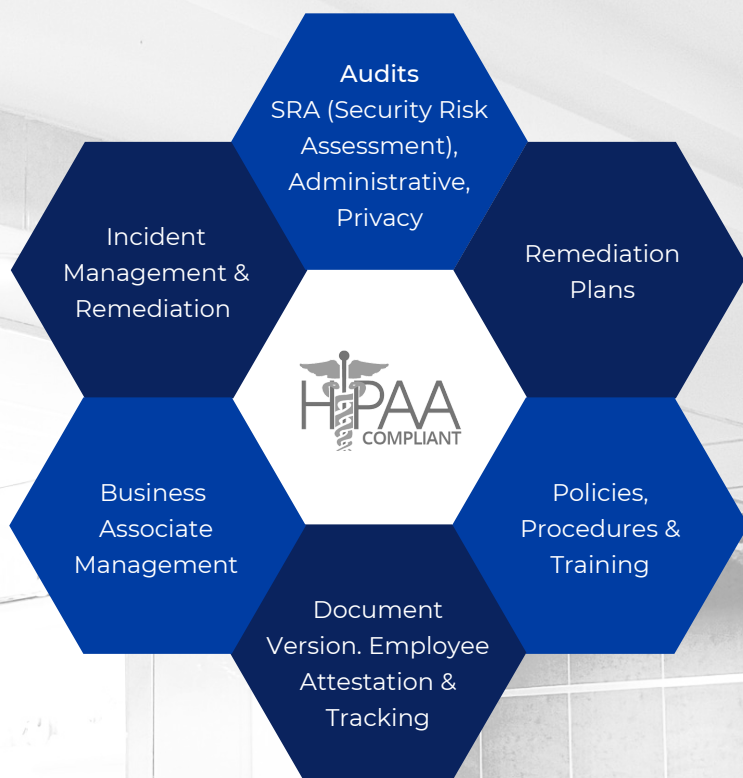 Audits
SRA (Security Risk
Assessment),
Administrative,
Privacy
Remediation
Plans
Policies,
Procedures &
Training
Document
Version. Employee
Attestation &
Tracking
Business
Associate
Management
Incident
Management &
Remediation
HIPAA
COMPLIANT